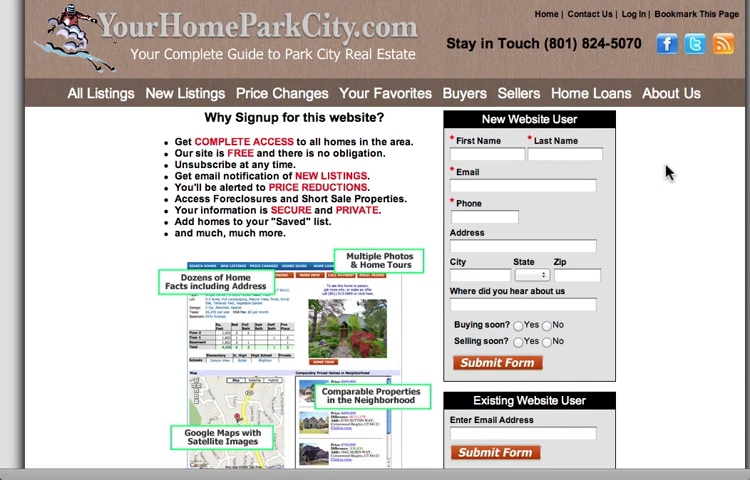 YourHomeParkCity.com
Your Complete Guide to Park City Real Estate
Home | Contact Us | Log In | Bookmark This Page
Stay in Touch (801) 824-5070
All Listings New Listings Price Changes Your Favorites Buyers Sellers Home Loans About Us
Why Signup for this website?
Get COMPLETE ACCESS to all homes in the area.
Our site is FREE and there is no obligation.
Unsubscribe at any time.
Get email notification of NEW LISTINGS.
You'll be alerted to PRICE REDUCTIONS.
Access Foreclosures and Short Sale Properties.
Your information is SECURE and PRIVATE.
Add homes to your "Saved" list.
and much, much more.
Multiple Photos
& Home Tours
Dozens of Home
Facts including Address
Comparable Properties
in the Neighborhood
Google Maps with
Satellite Images
New Website User
* First Name * Last Name
* Email
* Phone
Address
City State Zip
Where did you hear about us
Buying soon? Yes No
Selling soon? Yes No
Submit Form
Existing Website User
Enter Email Address
Submit Form